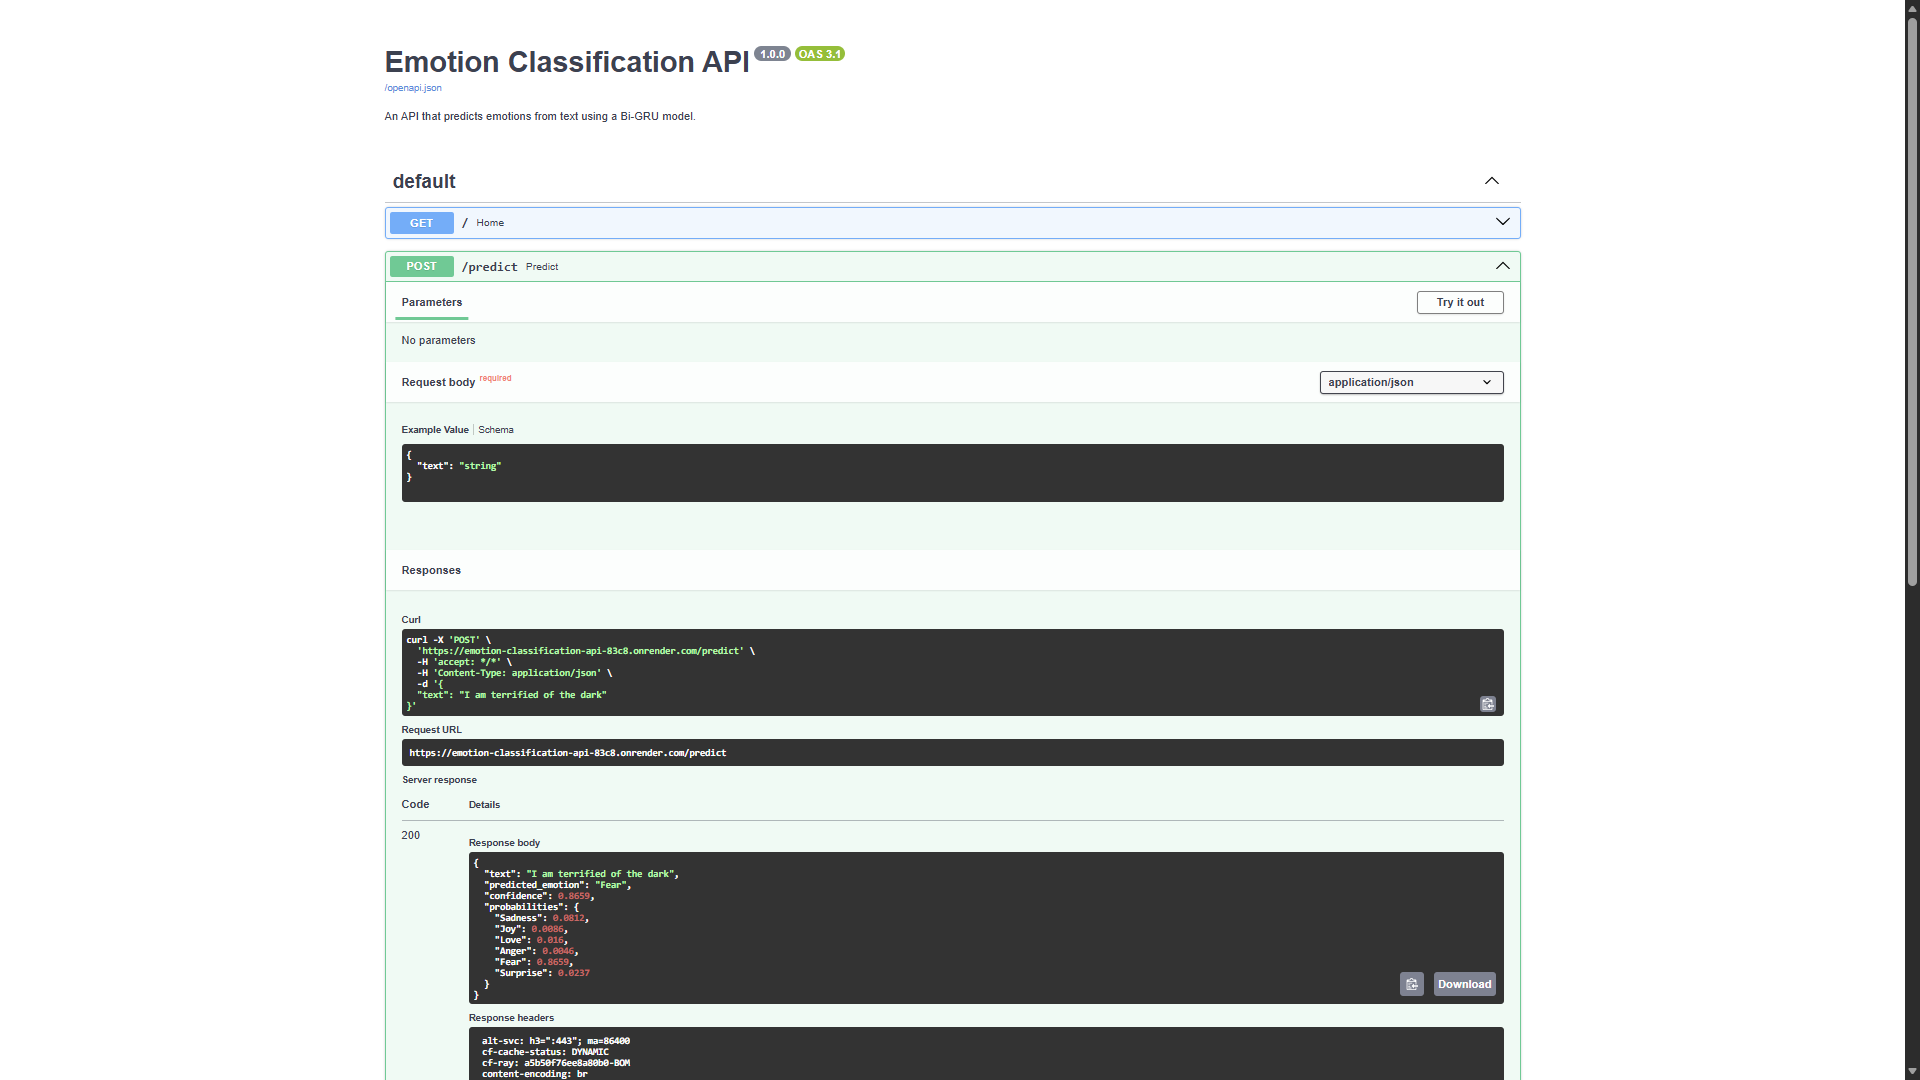 Emotion Classification API 1.0.0 OAS 3.1
/openapi.json
An API that predicts emotions from text using a Bi-GRU model.
default
GET / Home
POST /predict Predict
Parameters
Try it out
No parameters
Request body required
application/json
Example Value Schema
{
  "text": "string"
}
Responses
Curl
curl -X 'POST' \
  'https://emotion-classification-api-83c8.onrender.com/predict' \
  -H 'accept: */*' \
  -H 'Content-Type: application/json' \
  -d '{
  "text": "I am terrified of the dark"
}'
Request URL
https://emotion-classification-api-83c8.onrender.com/predict
Server response
Code Details
200
Response body
{
  "text": "I am terrified of the dark",
  "predicted_emotion": "Fear",
  "confidence": 0.8659,
  "probabilities": {
    "Sadness": 0.0812,
    "Joy": 0.0086,
    "Love": 0.016,
    "Anger": 0.0046,
    "Fear": 0.8659,
    "Surprise": 0.0237
  }
}
Download
Response headers
alt-svc: h3=":443"; ma=86400
cf-cache-status: DYNAMIC
cf-ray: a5b50f76ee8a80b0-BOM
content-encoding: br